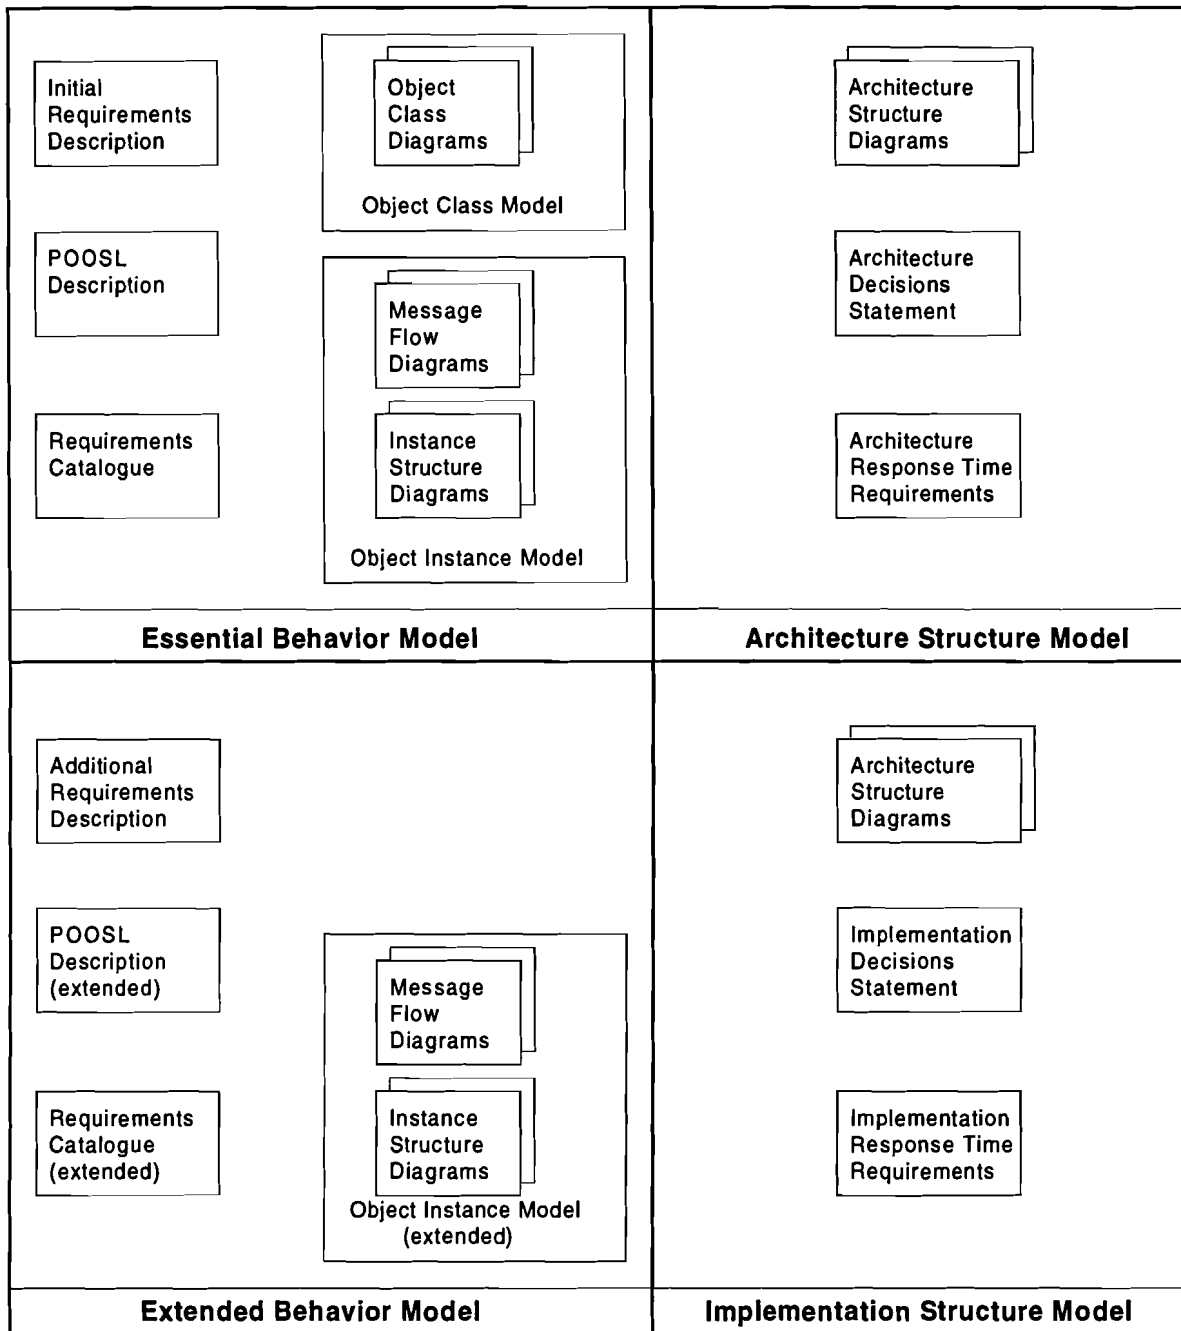 Initial
Requirements
Description
Object
Class
Diagrams
Object Class Model
POOSL
Description
Message
Flow
Diagrams
Requirements
Catalogue
Instance
Structure
Diagrams
Object Instance Model
Essential Behavior Model
Architecture
Structure
Diagrams
Architecture
Decisions
Statement
Architecture
Response Time
Requirements
Architecture Structure Model
Additional
Requirements
Description
POOSL
Description
(extended)
Message
Flow
Diagrams
Requirements
Catalogue
(extended)
Instance
Structure
Diagrams
Object Instance Model
(extended)
Extended Behavior Model
Architecture
Structure
Diagrams
Implementation
Decisions
Statement
Implementation
Response Time
Requirements
Implementation Structure Model